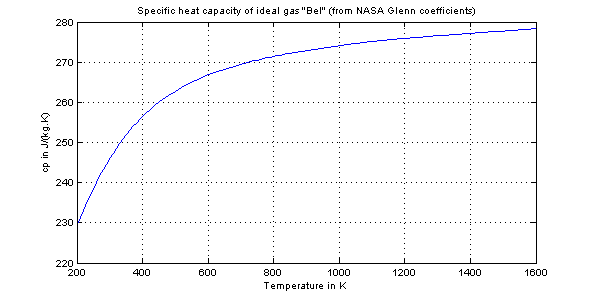 Specific heat capacity of ideal gas "BeI" (from NASA Glenn coefficients)
280
270
260
250
240
230
220
cp in J/(kg.K)
200 400 600 800 1000 1200 1400 1600
Temperature in K